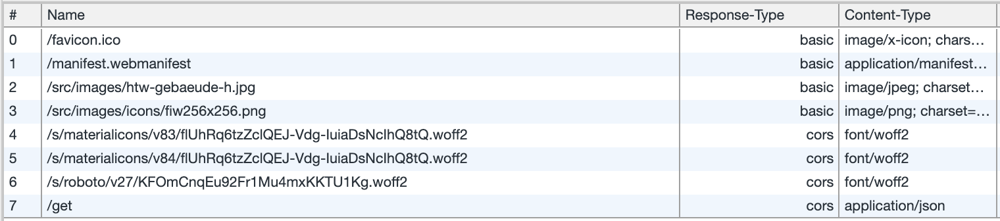 # Name Response-Type Content-Type
0 /favicon.ico basic image/x-icon; chars…
1 /manifest.webmanifest basic application/manifest…
2 /src/images/htw-gebaeude-h.jpg basic image/jpeg; charset…
3 /src/images/icons/fiw256x256.png basic image/png; charset=…
4 /s/materialicons/v83/flUhRq6tzZclQEJ-Vdg-IuiaDsNcIhQ8tQ.woff2 cors font/woff2
5 /s/materialicons/v84/flUhRq6tzZclQEJ-Vdg-IuiaDsNcIhQ8tQ.woff2 cors font/woff2
6 /s/roboto/v27/KFOmCnqEu92Fr1Mu4mxKKTU1Kg.woff2 cors font/woff2
7 /get cors application/json